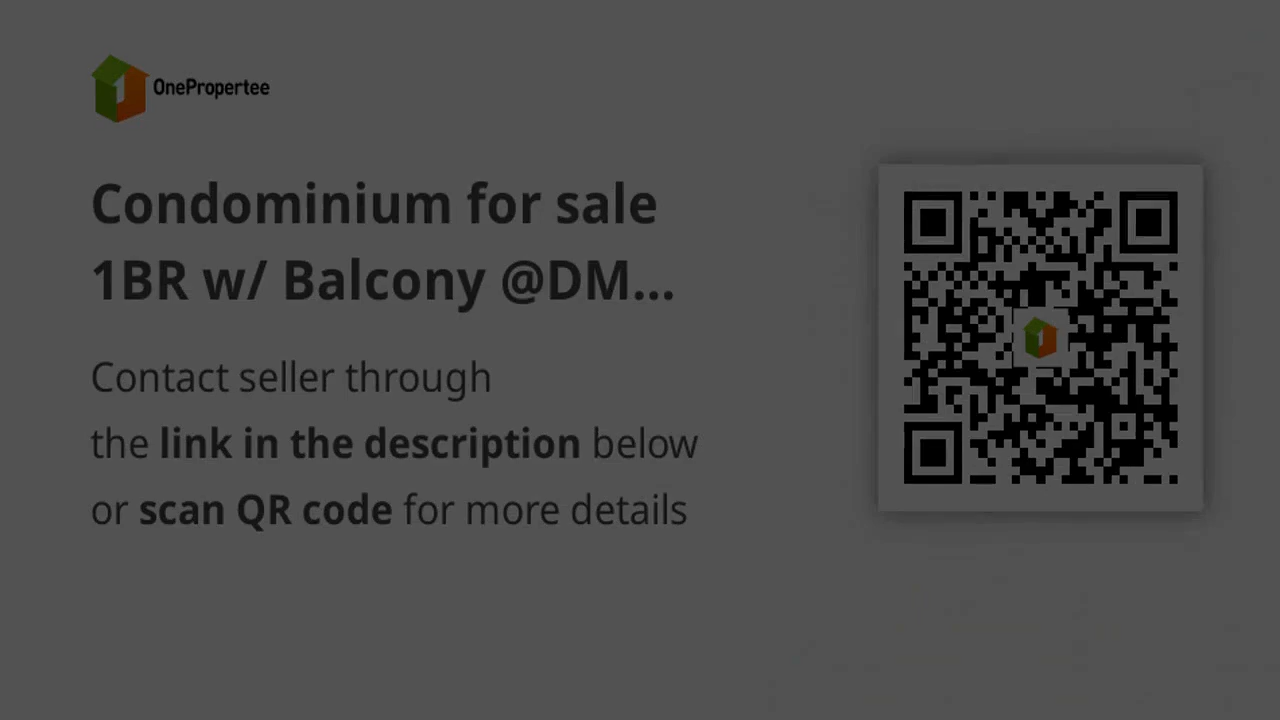 OnePropertee
Condominium for sale
1BR w/ Balcony @DM...
Contact seller through
the link in the description below
or scan QR code for more details